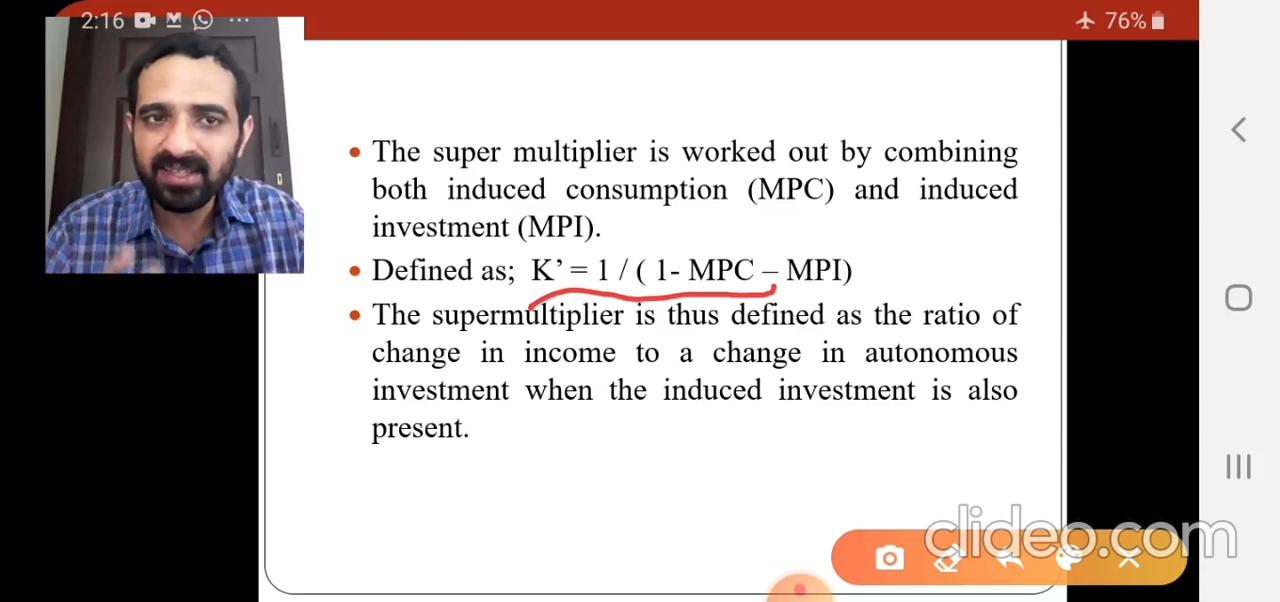 2:16
76%
• The super multiplier is worked out by combining
both induced consumption (MPC) and induced
investment (MPI).
• Defined as; K’ = 1 / ( 1- MPC – MPI)
• The supermultiplier is thus defined as the ratio of
change in income to a change in autonomous
investment when the induced investment is also
present.
clideo.com